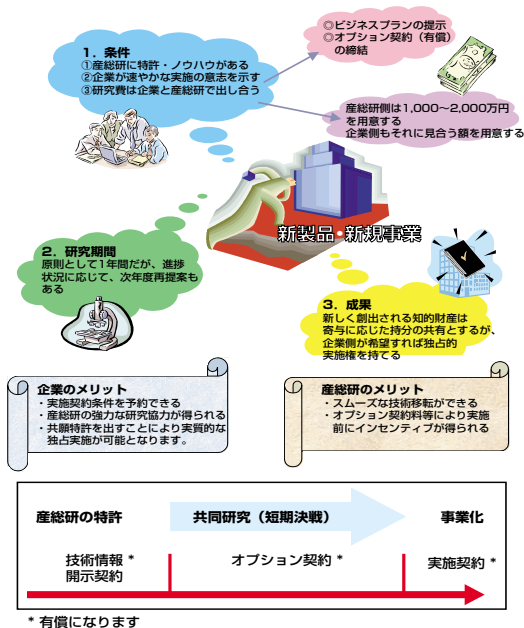 1．条件
①産総研に特許・ノウハウがある
②企業が速やかな実施の意志を示す
③研究費は企業と産総研で出し合う
◎ビジネスプランの提示
◎オプション契約（有償）
の締結
産総研側は1,000～2,000万円
を用意する
企業側もそれに見合う額を用意する
新製品・新規事業
2．研究期間
原則として1年間だが、進捗
状況に応じて、次年度再提案も
ある
3．成果
新しく創出される知的財産は
寄与に応じた持分の共有とするが、
企業側が希望すれば独占的
実施権を持てる
企業のメリット
・実施契約条件を予約できる
・産総研の強力な研究協力が得られる
・共願特許を出すことにより実質的な
独占実施が可能となります。
産総研のメリット
・スムーズな技術移転ができる
・オプション契約料等により実施
前にインセンティブが得られる
産総研の特許
共同研究（短期決戦）
事業化
技術情報 *
開示契約
オプション契約 *
実施契約 *
* 有償になります